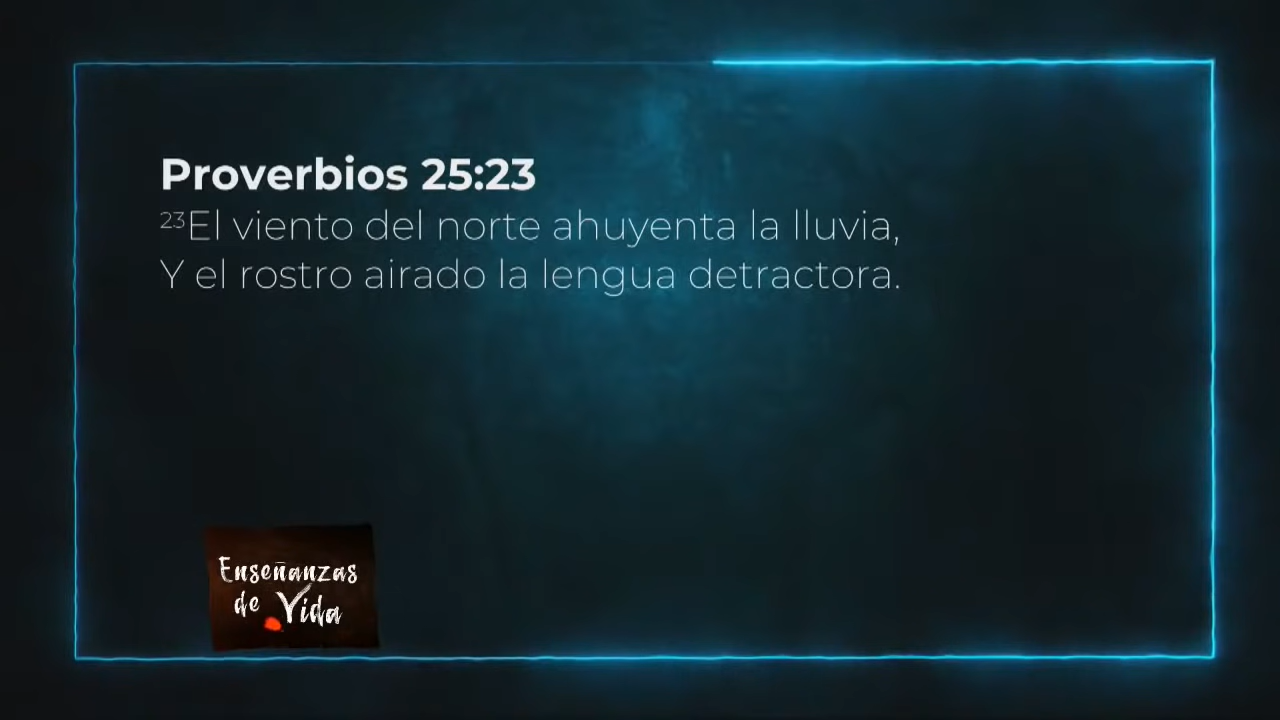 Proverbios 25:23
23El viento del norte ahuyenta la lluvia,
Y el rostro airado la lengua detractora.
Enseñanzas
de Vida